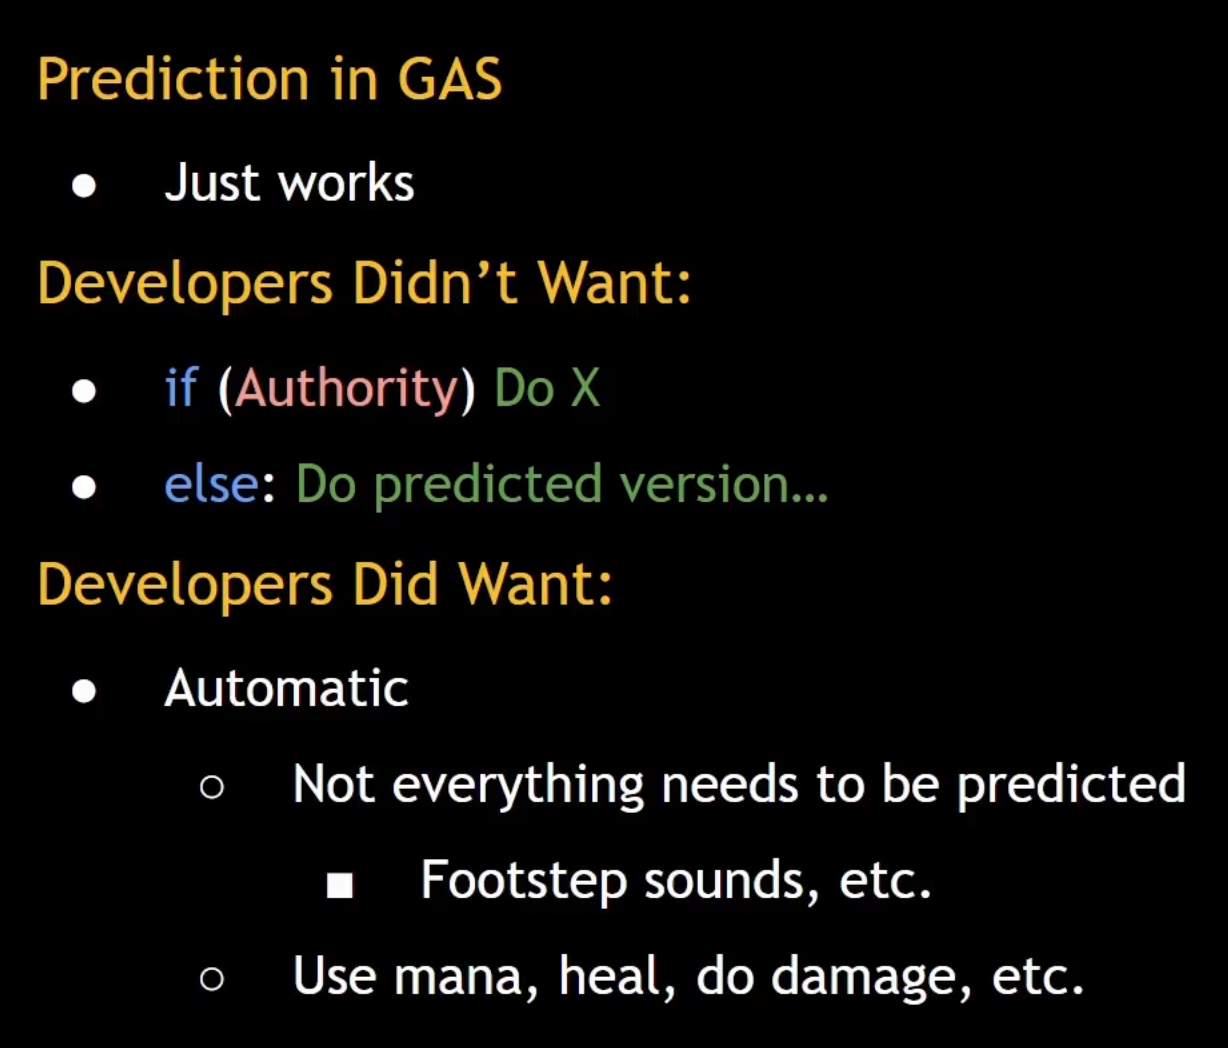 Prediction in GAS
● Just works
Developers Didn’t Want:
● if (Authority) Do X
● else: Do predicted version…
Developers Did Want:
● Automatic
○ Not everything needs to be predicted
■ Footstep sounds, etc.
○ Use mana, heal, do damage, etc.